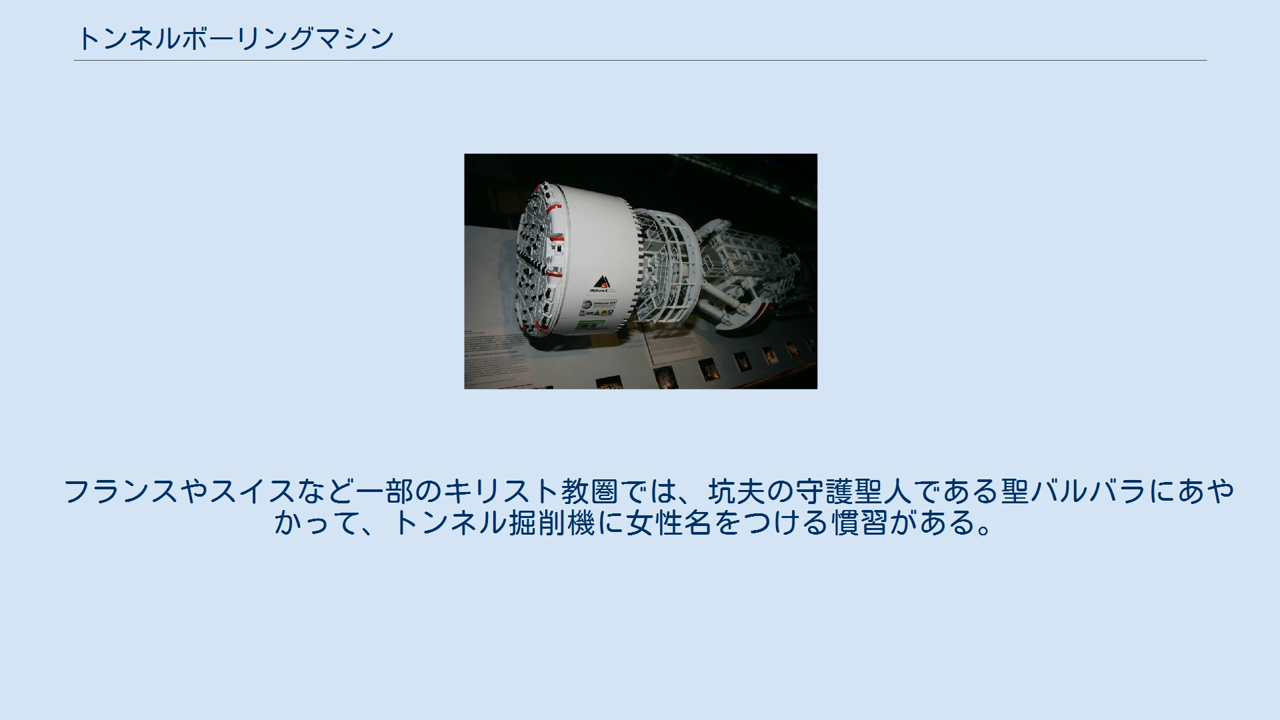 トンネルボーリングマシン
フランスやスイスなど一部のキリスト教圏では、坑夫の守護聖人である聖バルバラにあや
かって、トンネル掘削機に女性名をつける慣習がある。